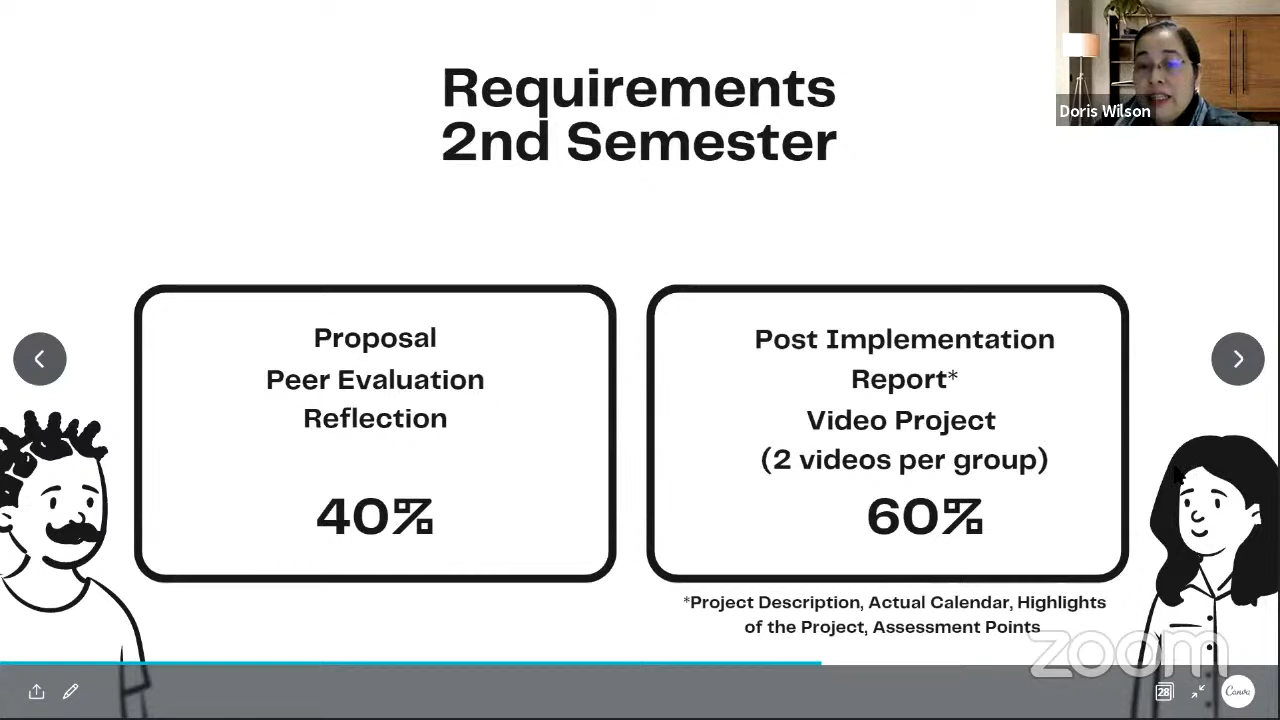 Requirements
2nd Semester
Doris Wilson
Proposal
Peer Evaluation
Reflection
40%
Post Implementation
Report*
Video Project
(2 videos per group)
60%
*Project Description, Actual Calendar, Highlights
of the Project, Assessment Points
zoom
28
Canva